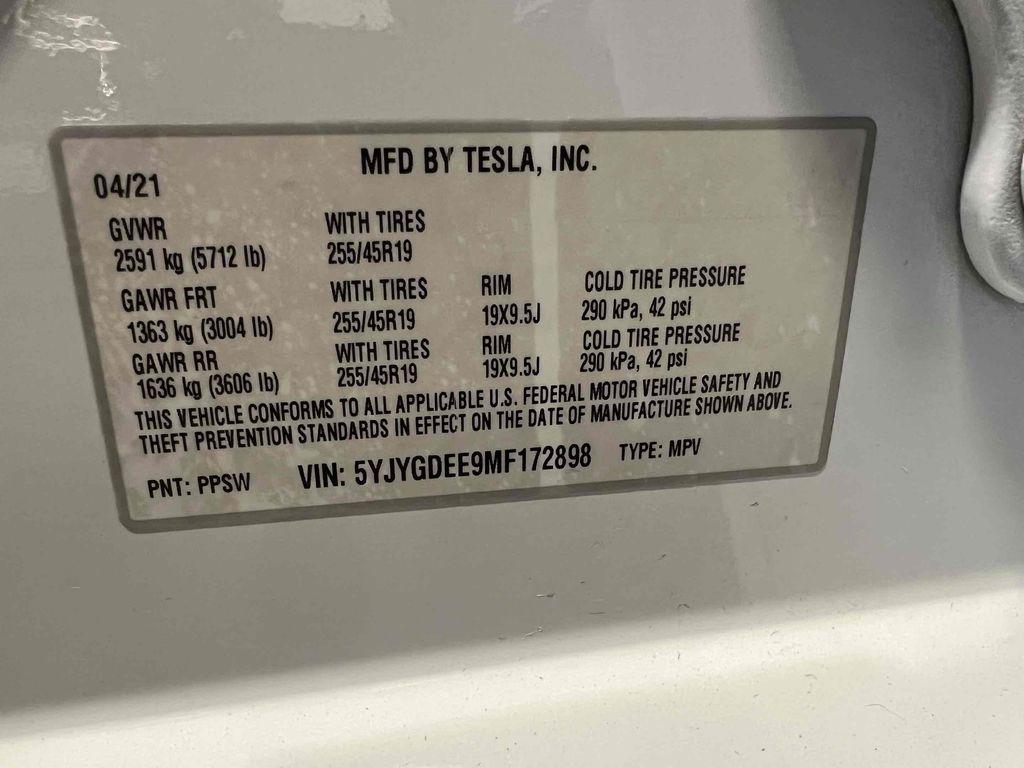 MFD BY TESLA, INC.
04/21
GVWR WITH TIRES
2591 kg (5712 lb) 255/45R19
GAWR FRT WITH TIRES RIM COLD TIRE PRESSURE
1363 kg (3004 lb) 255/45R19 19X9.5J 290 kPa, 42 psi
GAWR RR WITH TIRES RIM COLD TIRE PRESSURE
1636 kg (3606 lb) 255/45R19 19X9.5J 290 kPa, 42 psi
THIS VEHICLE CONFORMS TO ALL APPLICABLE U.S. FEDERAL MOTOR VEHICLE SAFETY AND
THEFT PREVENTION STANDARDS IN EFFECT ON THE DATE OF MANUFACTURE SHOWN ABOVE.
PNT: PPSW VIN: 5YJYGDEE9MF172898 TYPE: MPV